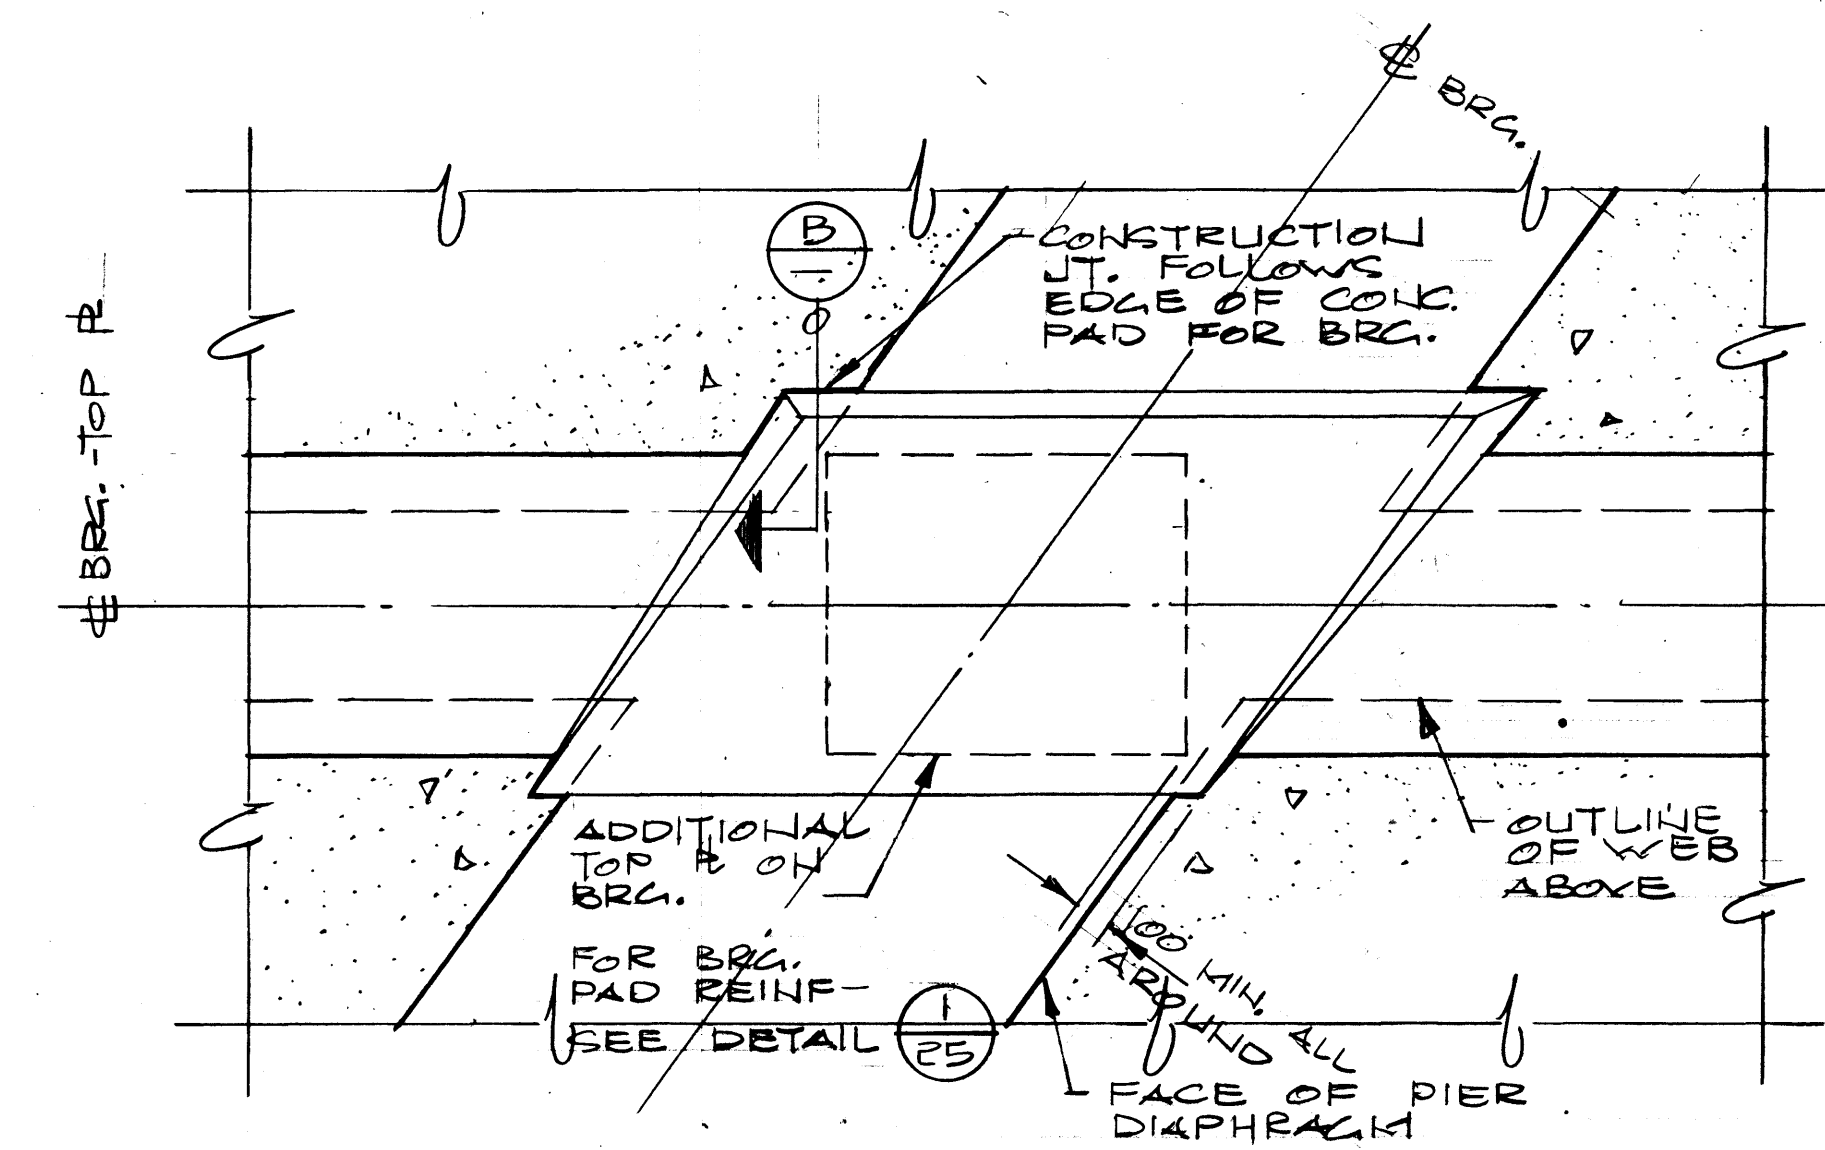 ℄ BRG.
B
—
CONSTRUCTION
JT. FOLLOWS
EDGE OF CONC.
PAD FOR BRG.
℄ BRG. - TOP ⅊
ADDITIONAL
TOP ⅊ ON
BRG.
OUTLINE
OF WEB
ABOVE
100 MIN.
AROUND ALL
FOR BRG.
PAD REINF-
SEE DETAIL
1
25
FACE OF PIER
DIAPHRAGM